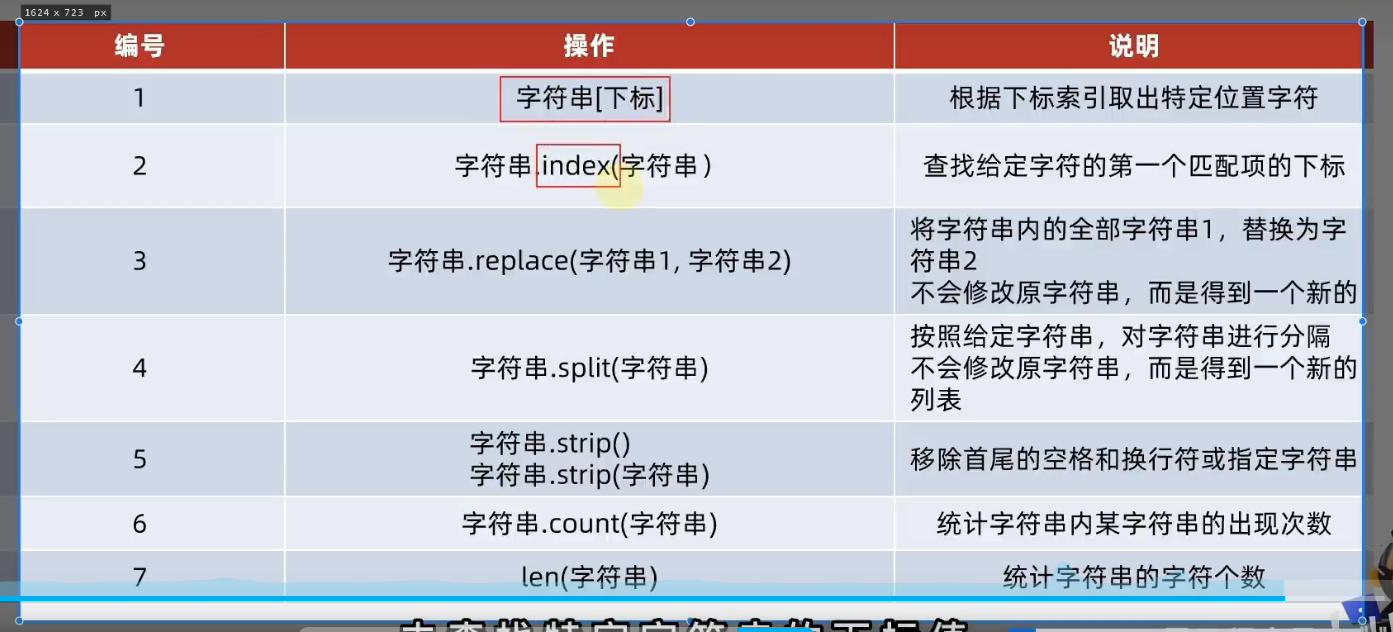 1624 x 723 px
编号 操作 说明
1 字符串[下标] 根据下标索引取出特定位置字符
2 字符串.index(字符串） 查找给定字符的第一个匹配项的下标
3 字符串.replace(字符串1, 字符串2) 将字符串内的全部字符串1，替换为字
符串2
不会修改原字符串，而是得到一个新的
4 字符串.split(字符串) 按照给定字符串，对字符串进行分隔
不会修改原字符串，而是得到一个新的
列表
5 字符串.strip()
字符串.strip(字符串) 移除首尾的空格和换行符或指定字符串
6 字符串.count(字符串) 统计字符串内某字符串的出现次数
7 len(字符串) 统计字符串的字符个数